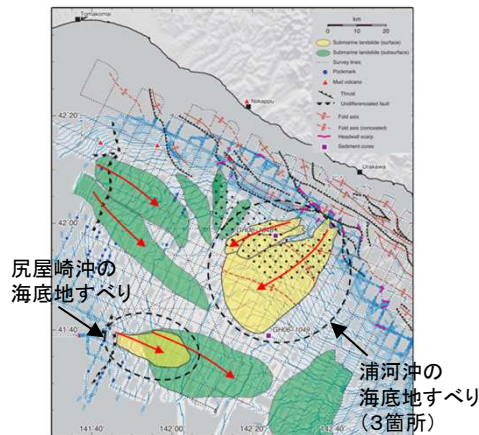 Tomakomai
km
0 10 20
Submarine landslide (surface)
Submarine landslide (subsurface)
Survey lines
Pockmark
Mud volcano
Thrust
Undifferentiated fault
Fold axis
Fold axis (concealed)
Headwall scarp
Sediment cores
Niikappu
Urakawa
42 20
42 00
41 40
GH06-1049
141 40
142 00
142 20
142 40
尻屋崎沖の
海底地すべり
浦河沖の
海底地すべり
（3箇所）